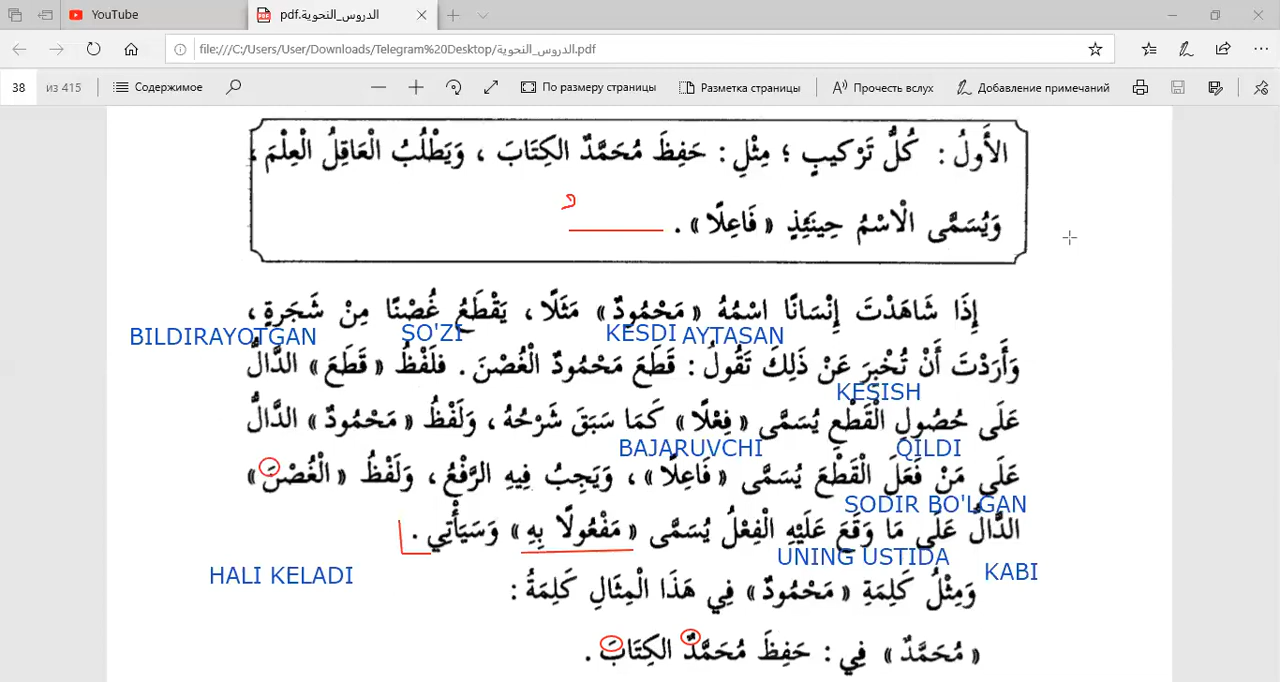 YouTube
الدروس_النحوية.pdf
file:///C:/Users/User/Downloads/Telegram%20Desktop/الدروس_النحوية.pdf
38 из 415 Содержимое По размеру страницы Разметка страницы Прочесть вслух Добавление примечаний
الأَولُ : كُلُّ تَرْكيبٍ ؛ مِثْلِ : حَفِظَ مُحَمَّدٌ الكِتَابَ ، وَيَطْلُبُ الْعَاقِلُ الْعِلْمَ ،
وَيُسَمَّى الْاسْمُ حِينَئِذٍ « فَاعِلًا » .
إِذَا شَاهَدْتَ إِنْسَانًا اسْمُهُ « مَحْمُودٌ » مَثَلًا ، يَقْطَعُ غُصْنًا مِنْ شَجَرَةٍ ،
BILDIRAYOTGAN SO'ZI KESDI AYTASAN
وَأَرَدْتَ أَنْ تُخْبِرَ عَنْ ذَلِكَ تَقُولُ : قَطَعَ مَحْمُودٌ الْغُصْنَ . فلَفْظُ « قَطَعَ » الدَّالُّ
KESISH
عَلَى حُصُولِ الْقَطْعِ يُسَمَّى « فِعْلًا » كَمَا سَبَقَ شَرْحُهُ ، وَلَفْظُ « مَحْمُودٌ » الدَّالُّ
BAJARUVCHI QILDI
عَلَى مَنْ فَعَلَ الْقَطْعَ يُسَمَّى « فَاعِلًا » ، وَيَجِبُ فِيهِ الرَّفْعُ ، وَلَفْظُ « الْغُصْنَ »
SODIR BO'LGAN
الدَّالُّ عَلَى مَا وَقَعَ عَلَيْهِ الْفِعْلُ يُسَمَّى « مَفْعُولًا بِهِ » وَسَيَأْتِي .
UNING USTIDA
HALI KELADI KABI
وَمِثْلُ كَلِمَةِ « مَحْمُودٌ » فِي هَذَا الْمِثَالِ كَلِمَةُ :
« مُحَمَّدٌ » فِي : حَفِظَ مُحَمَّدٌ الكِتَابَ .